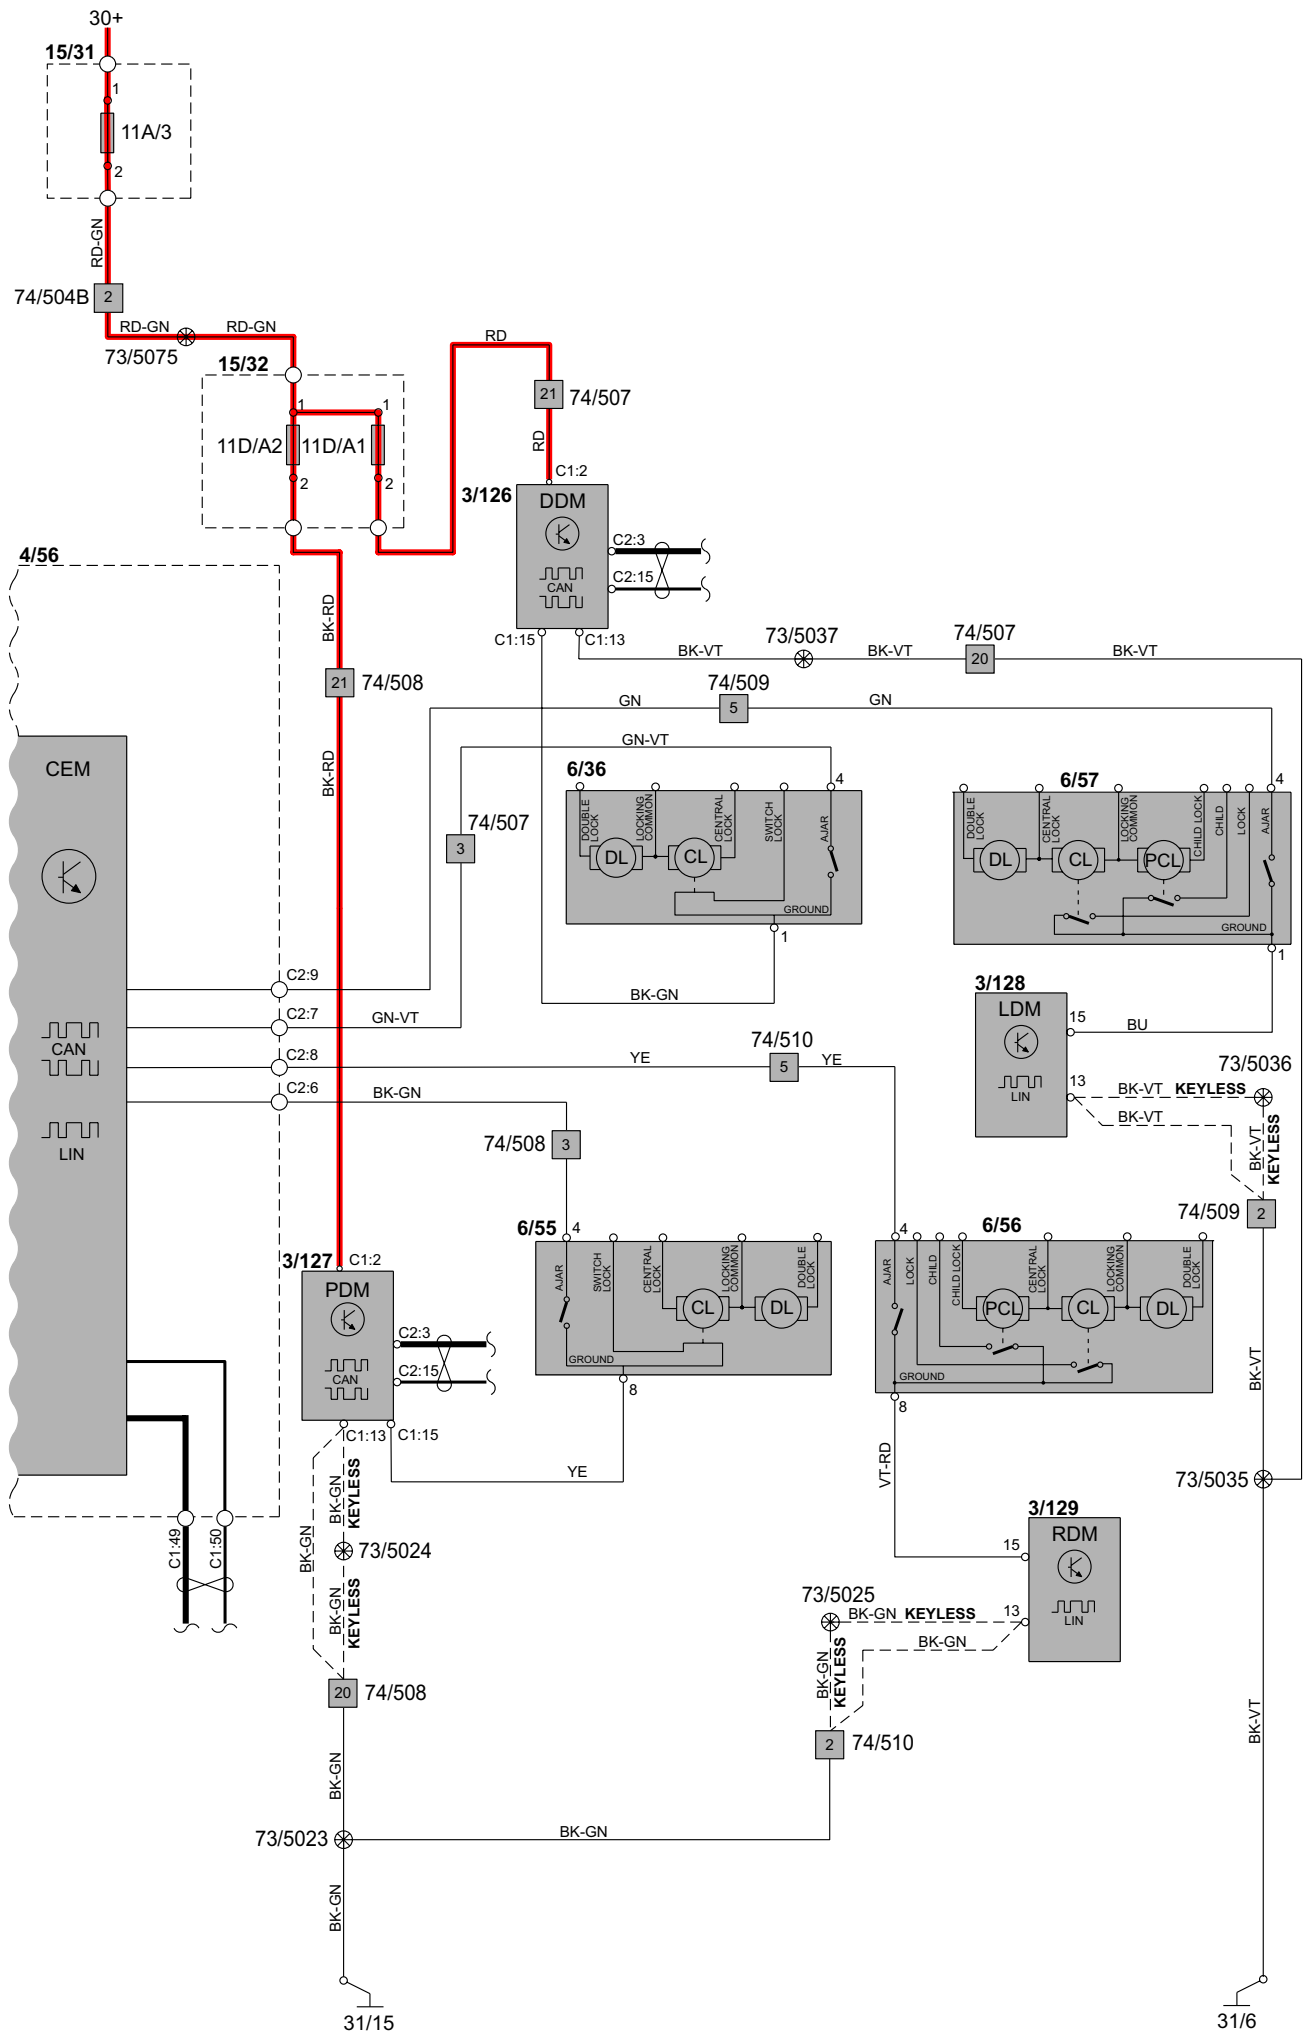 30+
15/31
1
11A/3
2
RD-GN
74/504B
2
RD-GN
RD-GN
73/5075
15/32
1
1
11D/A2
11D/A1
2
2
RD
21
74/507
RD
C1:2
3/126
DDM
CAN
C2:3
C2:15
C1:15
C1:13
BK-VT
73/5037
BK-VT
74/507
20
BK-VT
4/56
BK-RD
21
74/508
BK-RD
GN
74/509
5
GN
GN-VT
74/507
3
CEM
CAN
LIN
C2:9
C2:7
GN-VT
C2:8
YE
C2:6
BK-GN
6/36
4
DOUBLE LOCK
LOCKING COMMON
CENTRAL LOCK
SWITCH LOCK
AJAR
DL
CL
GROUND
1
BK-GN
6/57
4
DOUBLE LOCK
CENTRAL LOCK
LOCKING COMMON
CHILD LOCK
CHILD
LOCK
AJAR
DL
CL
PCL
GROUND
1
3/128
LDM
LIN
15
BU
13
BK-VT KEYLESS
BK-VT
73/5036
BK-VT
KEYLESS
74/509
2
BK-VT
74/510
5
YE
74/508
3
6/55
4
AJAR
SWITCH LOCK
CENTRAL LOCK
LOCKING COMMON
DOUBLE LOCK
CL
DL
GROUND
8
6/56
4
AJAR
LOCK
CHILD
CHILD LOCK
CENTRAL LOCK
LOCKING COMMON
DOUBLE LOCK
PCL
CL
DL
GROUND
8
3/127
C1:2
PDM
CAN
C2:3
C2:15
C1:13
C1:15
YE
BK-GN
BK-GN
KEYLESS
73/5024
BK-GN
KEYLESS
20
74/508
VT-RD
73/5035
3/129
RDM
LIN
15
13
73/5025
BK-GN KEYLESS
BK-GN
BK-GN
KEYLESS
2
74/510
C1:49
C1:50
BK-GN
73/5023
BK-GN
BK-GN
BK-VT
31/15
31/6